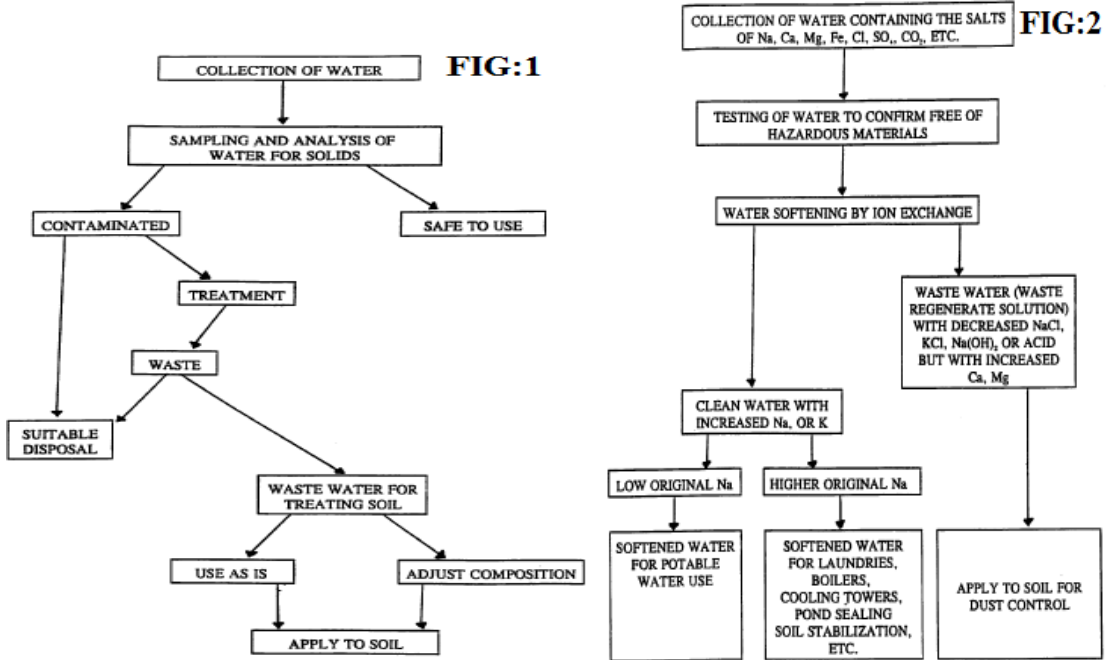 FIG:1
COLLECTION OF WATER
SAMPLING AND ANALYSIS OF
WATER FOR SOLIDS
CONTAMINATED
SAFE TO USE
TREATMENT
WASTE
SUITABLE
DISPOSAL
WASTE WATER FOR
TREATING SOIL
USE AS IS
ADJUST COMPOSITION
APPLY TO SOIL
FIG:2
COLLECTION OF WATER CONTAINING THE SALTS
OF Na, Ca, Mg, Fe, Cl, SO₄, CO₂, ETC.
TESTING OF WATER TO CONFIRM FREE OF
HAZARDOUS MATERIALS
WATER SOFTENING BY ION EXCHANGE
WASTE WATER (WASTE
REGENERATE SOLUTION)
WITH DECREASED NaCl,
KCl, Na(OH)₂ OR ACID
BUT WITH INCREASED
Ca, Mg
CLEAN WATER WITH
INCREASED Na, OR K
LOW ORIGINAL Na
HIGHER ORIGINAL Na
SOFTENED WATER
FOR POTABLE
WATER USE
SOFTENED WATER
FOR LAUNDRIES,
BOILERS,
COOLING TOWERS,
POND SEALING
SOIL STABILIZATION,
ETC.
APPLY TO SOIL FOR
DUST CONTROL